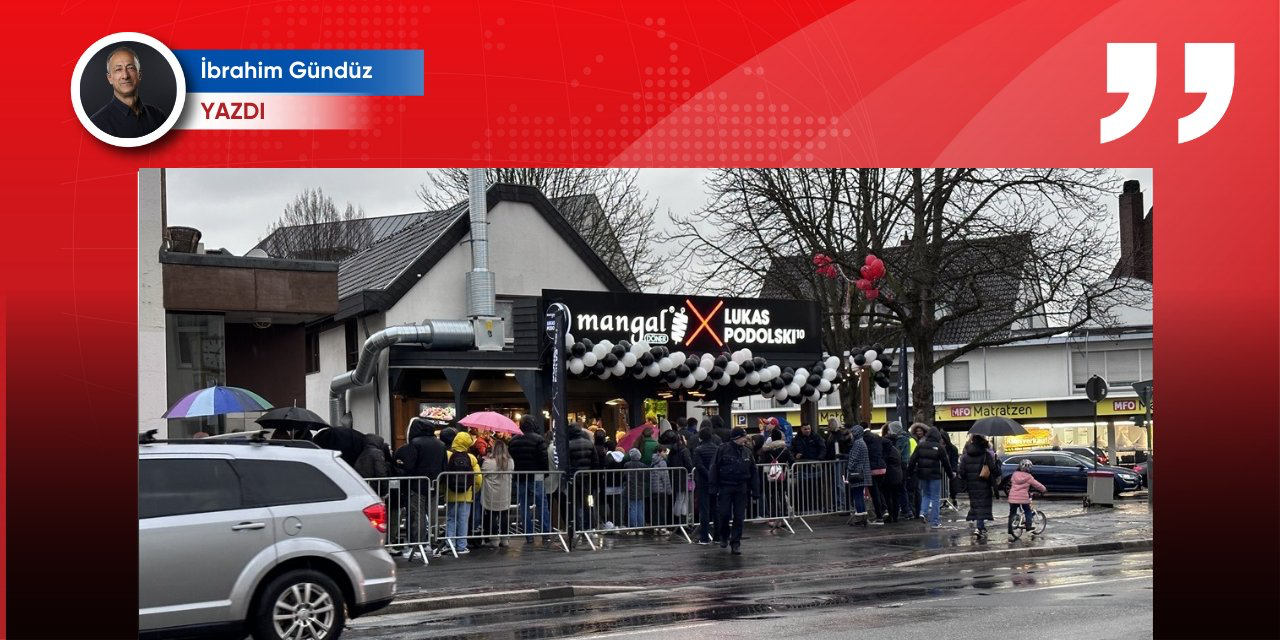 İbrahim Gündüz
YAZDI
mangal
DÖNER
X
LUKAS
PODOLSKI10
MFO Matratzen
MFO